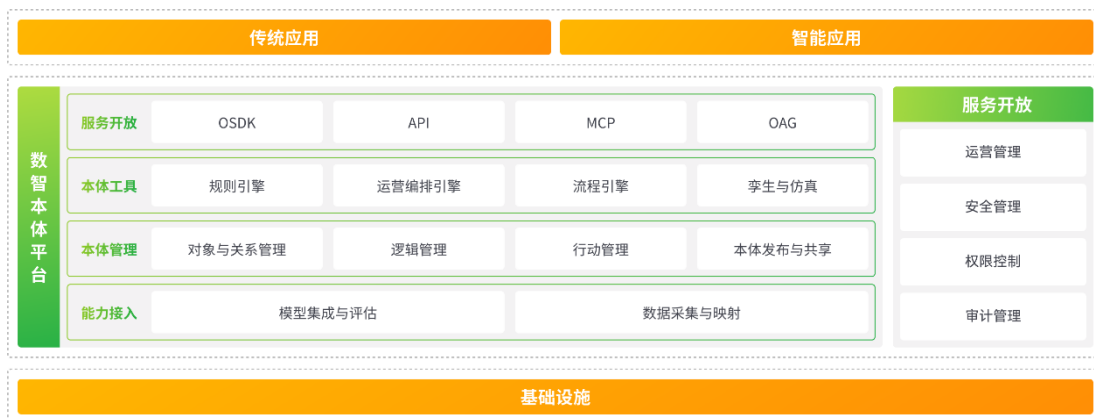 传统应用
智能应用
数智本体平台
服务开放
OSDK
API
MCP
OAG
本体工具
规则引擎
运营编排引擎
流程引擎
孪生与仿真
本体管理
对象与关系管理
逻辑管理
行动管理
本体发布与共享
能力接入
模型集成与评估
数据采集与映射
服务开放
运营管理
安全管理
权限控制
审计管理
基础设施